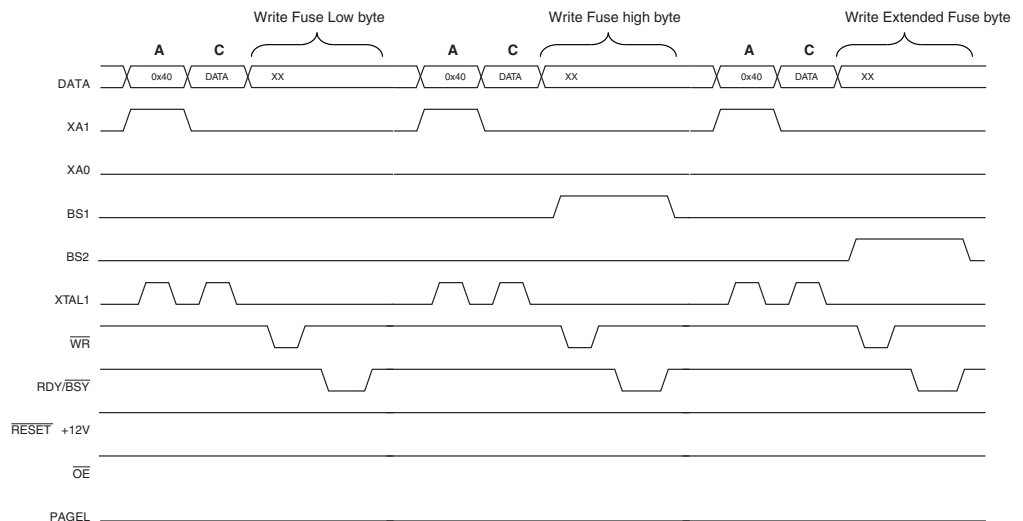 Write Fuse Low byte Write Fuse high byte Write Extended Fuse byte
A C A C A C
DATA 0x40 DATA XX 0x40 DATA XX 0x40 DATA XX
XA1
XA0
BS1
BS2
XTAL1
WR
RDY/BSY
RESET +12V
OE
PAGEL